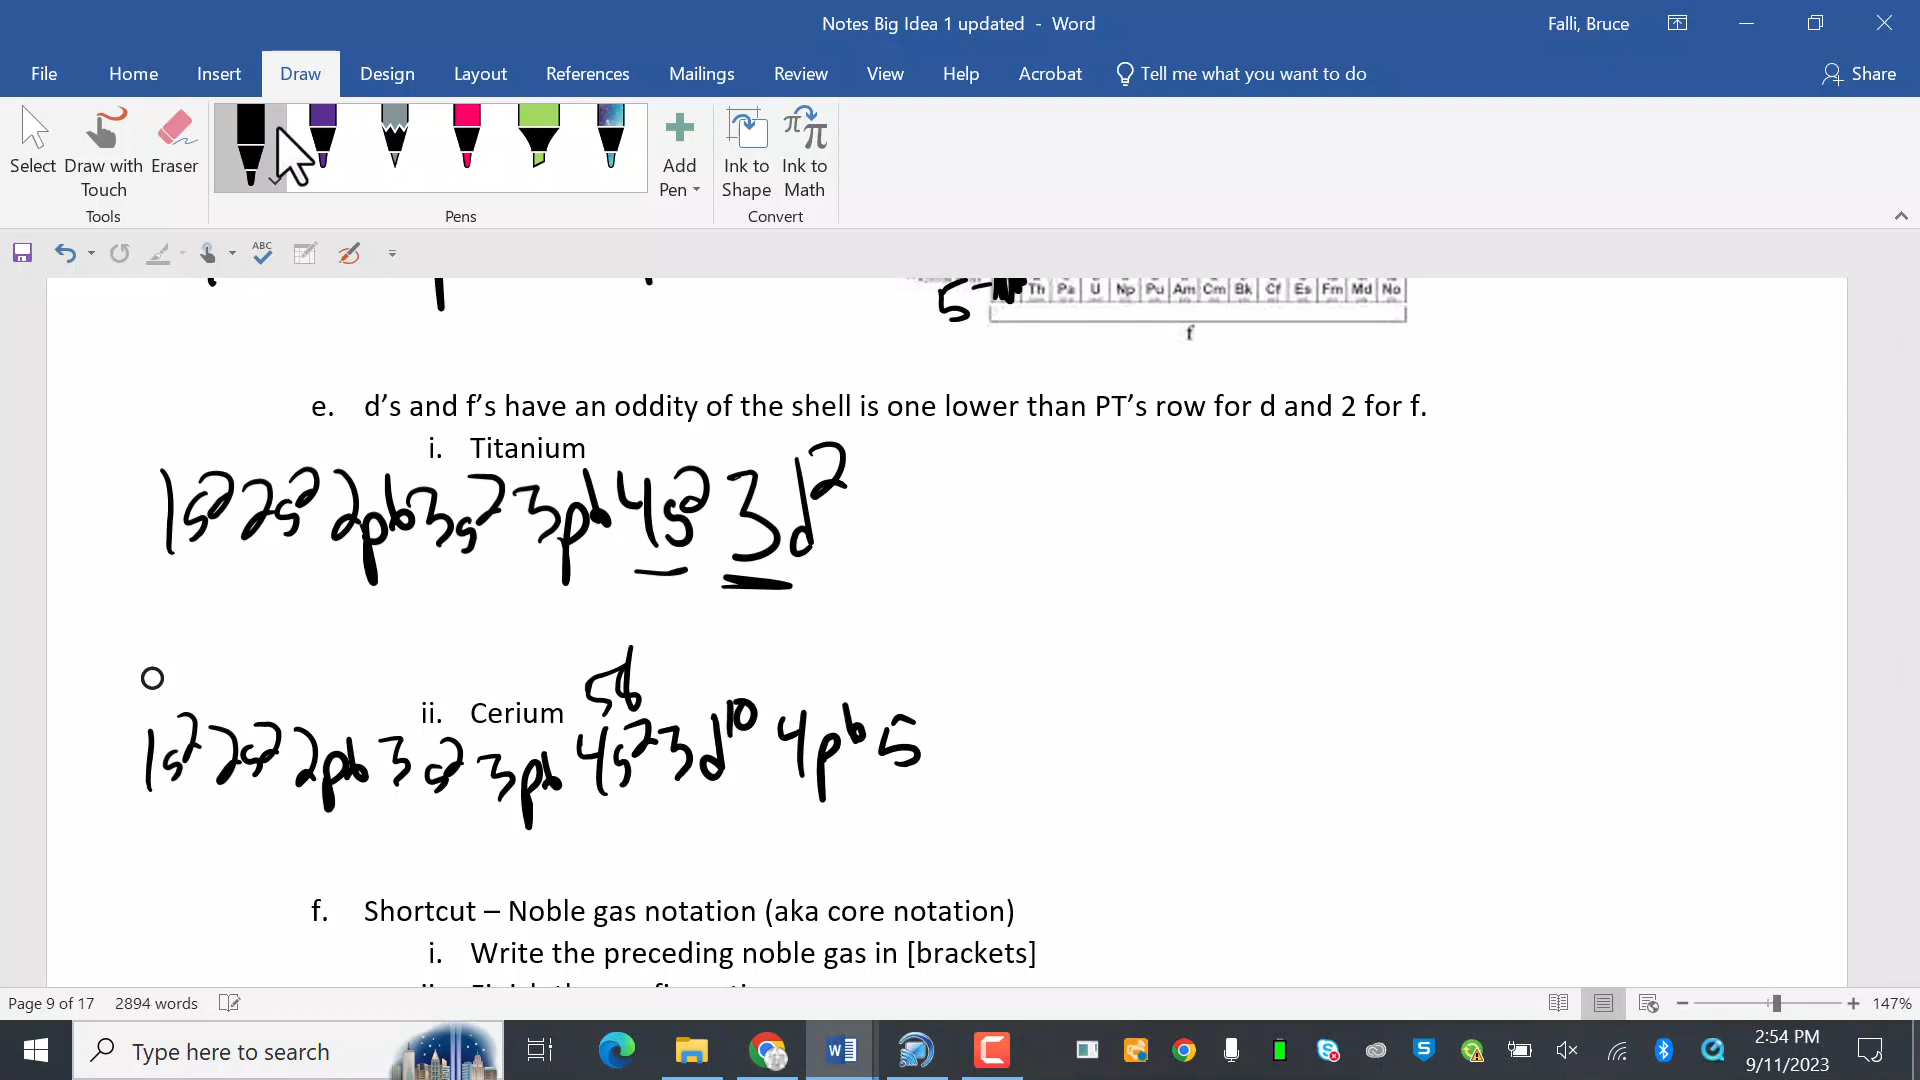 Notes Big Idea 1 updated - Word
Falli, Bruce
File Home Insert Draw Design Layout References Mailings Review View Help Acrobat Tell me what you want to do Share
Select Draw with Touch Eraser Add Pen Ink to Shape Ink to Math
Tools Pens Convert
ABC
5- Th Pa U Np Pu Am Cm Bk Cf Es Fm Md No
f
e. d’s and f’s have an oddity of the shell is one lower than PT’s row for d and 2 for f.
i. Titanium
1s² 2s² 2p⁶ 3s² 3p⁶ 4s² 3d²
ii. Cerium 58
1s² 2s² 2p⁶ 3s² 3p⁶ 4s² 3d¹⁰ 4p⁶ 5
f. Shortcut – Noble gas notation (aka core notation)
i. Write the preceding noble gas in [brackets]
Page 9 of 17 2894 words 147%
Type here to search
2:54 PM
9/11/2023